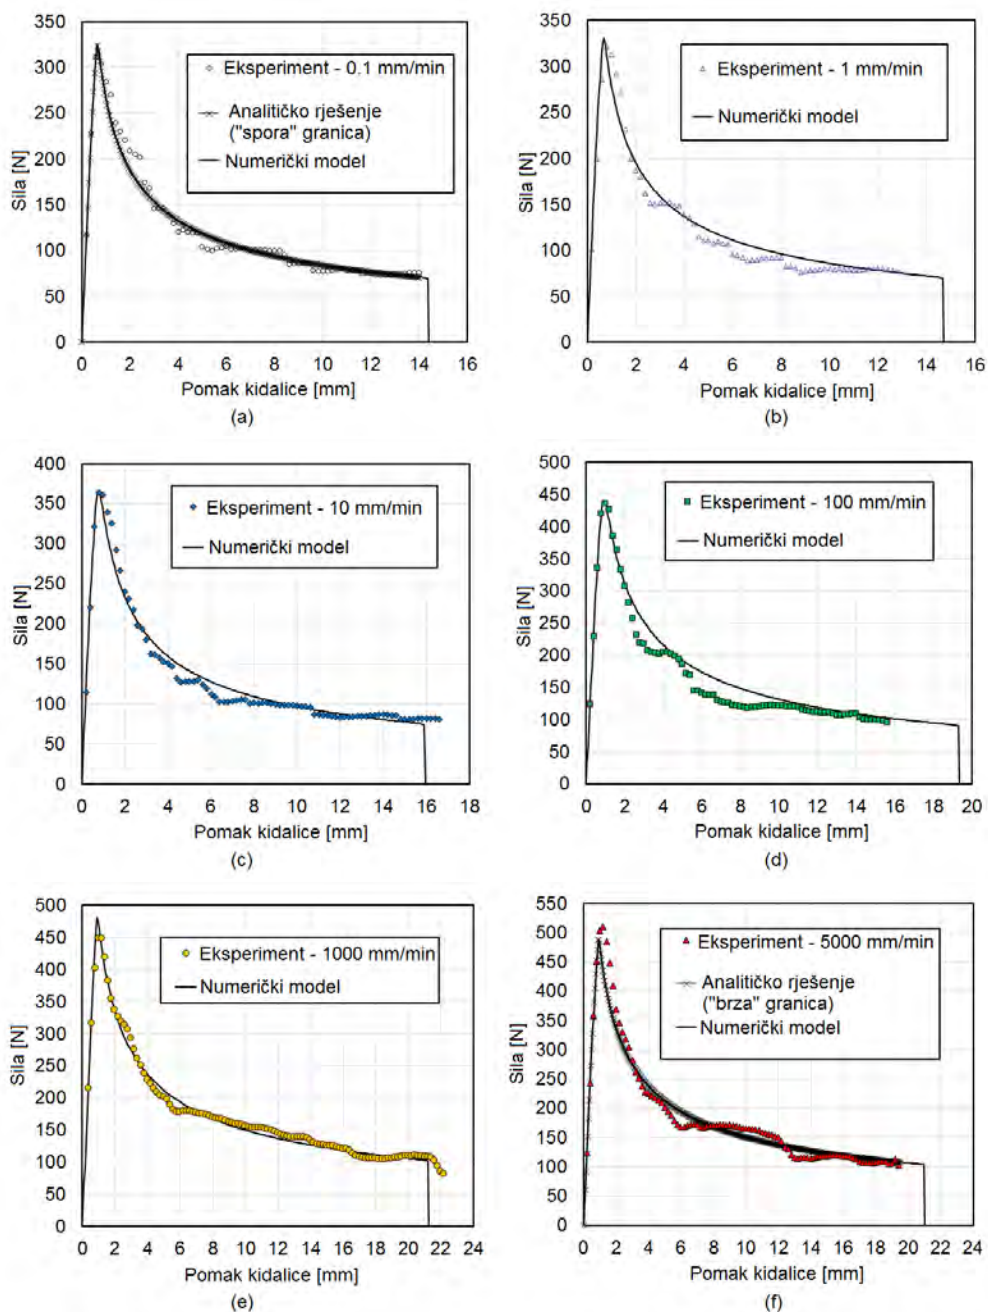 350
300
250
200
150
100
50
0
Sila [N]
Eksperiment - 0.1 mm/min
Analitičko rješenje
("spora" granica)
Numerički model
0 2 4 6 8 10 12 14 16
Pomak kidalice [mm]
(a)
350
300
250
200
150
100
50
0
Sila [N]
Eksperiment - 1 mm/min
Numerički model
0 2 4 6 8 10 12 14 16
Pomak kidalice [mm]
(b)
400
350
300
250
200
150
100
50
0
Sila [N]
Eksperiment - 10 mm/min
Numerički model
0 2 4 6 8 10 12 14 16 18
Pomak kidalice [mm]
(c)
500
450
400
350
300
250
200
150
100
50
0
Sila [N]
Eksperiment - 100 mm/min
Numerički model
0 2 4 6 8 10 12 14 16 18 20
Pomak kidalice [mm]
(d)
500
450
400
350
300
250
200
150
100
50
0
Sila [N]
Eksperiment - 1000 mm/min
Numerički model
0 2 4 6 8 10 12 14 16 18 20 22 24
Pomak kidalice [mm]
(e)
550
500
450
400
350
300
250
200
150
100
50
0
Sila [N]
Eksperiment - 5000 mm/min
Analitičko rješenje
("brza" granica)
Numerički model
0 2 4 6 8 10 12 14 16 18 20 22 24
Pomak kidalice [mm]
(f)